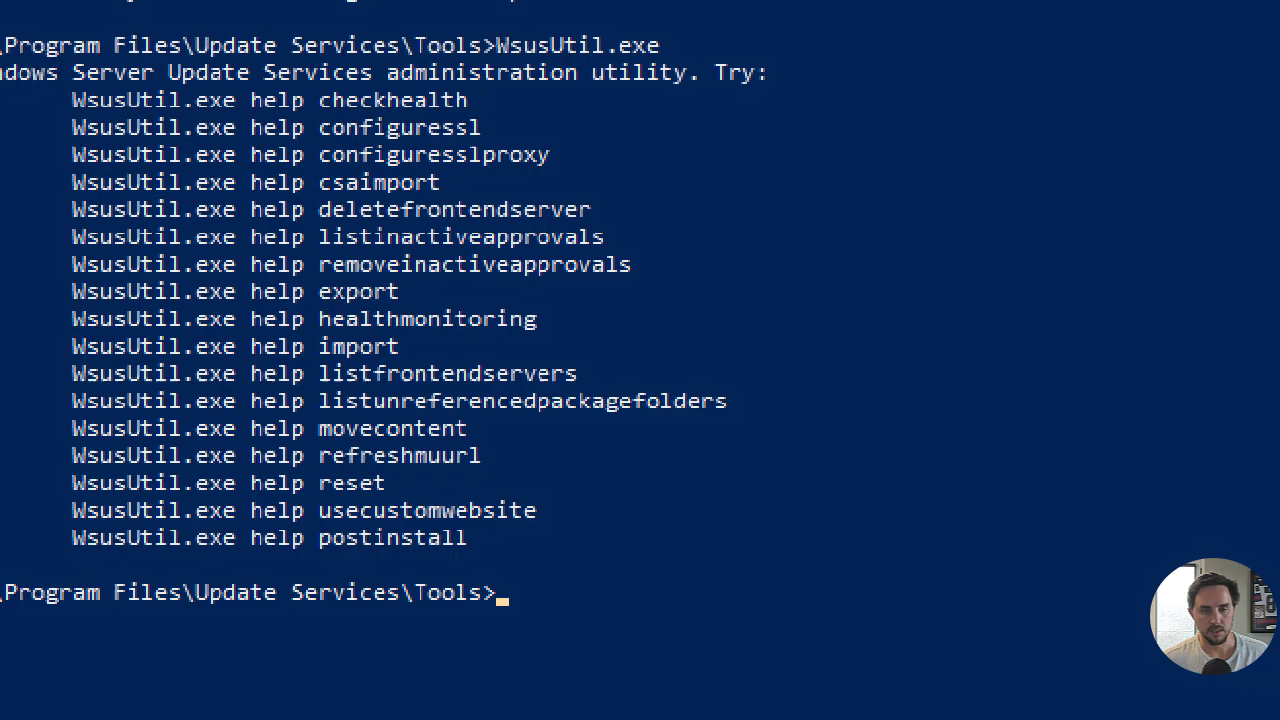 \Program Files\Update Services\Tools>WsusUtil.exe
dows Server Update Services administration utility. Try:
WsusUtil.exe help checkhealth
WsusUtil.exe help configuressl
WsusUtil.exe help configuresslproxy
WsusUtil.exe help csaimport
WsusUtil.exe help deletefrontendserver
WsusUtil.exe help listinactiveapprovals
WsusUtil.exe help removeinactiveapprovals
WsusUtil.exe help export
WsusUtil.exe help healthmonitoring
WsusUtil.exe help import
WsusUtil.exe help listfrontendservers
WsusUtil.exe help listunreferencedpackagefolders
WsusUtil.exe help movecontent
WsusUtil.exe help refreshmuurl
WsusUtil.exe help reset
WsusUtil.exe help usecustomwebsite
WsusUtil.exe help postinstall
\Program Files\Update Services\Tools>